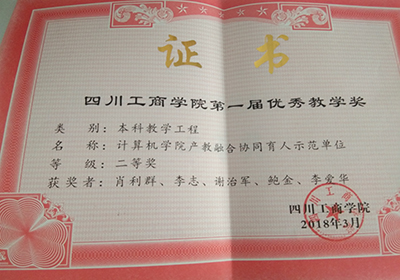 证书
四川工商学院第一届优秀教学奖
类 别：本科教学工程
名 称：计算机学院产教融合协同育人示范单位
等 级：二等奖
获奖者：肖利群、李志、谢治军、鲍金、李爱华
四川工商学院
2018年3月